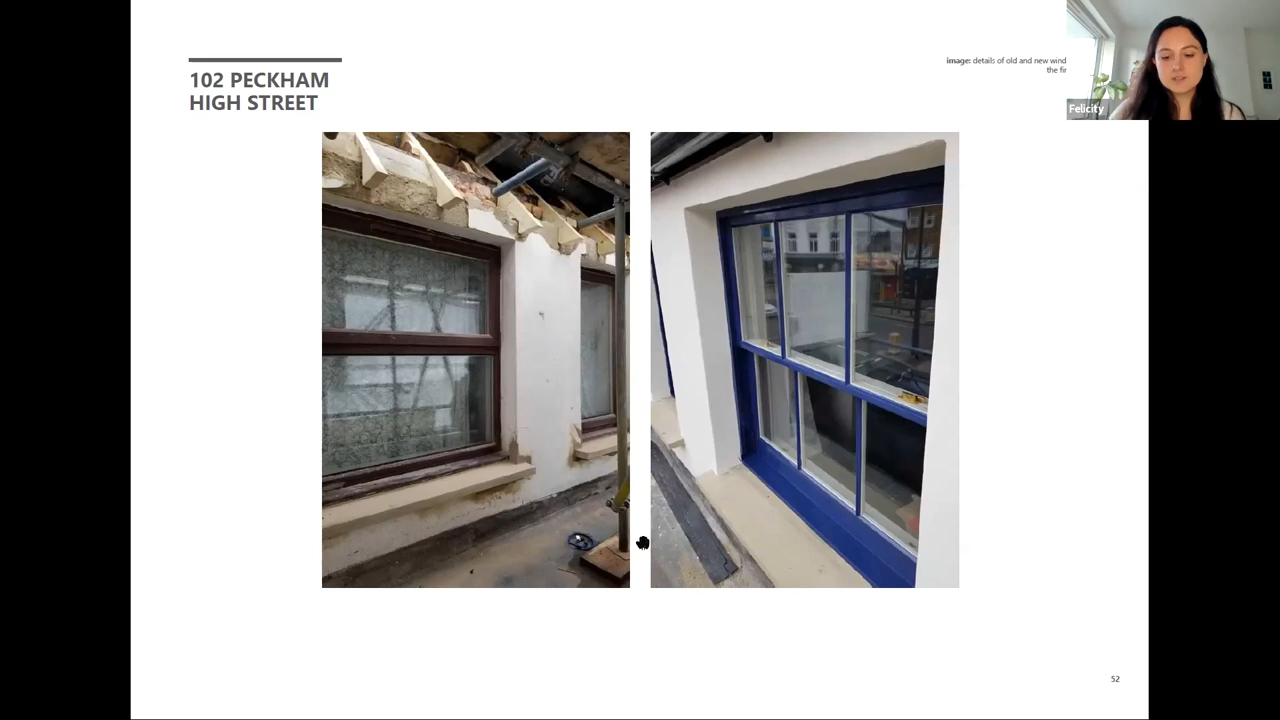 102 PECKHAM
HIGH STREET
image: details of old and new wind
the fir
Felicity
52